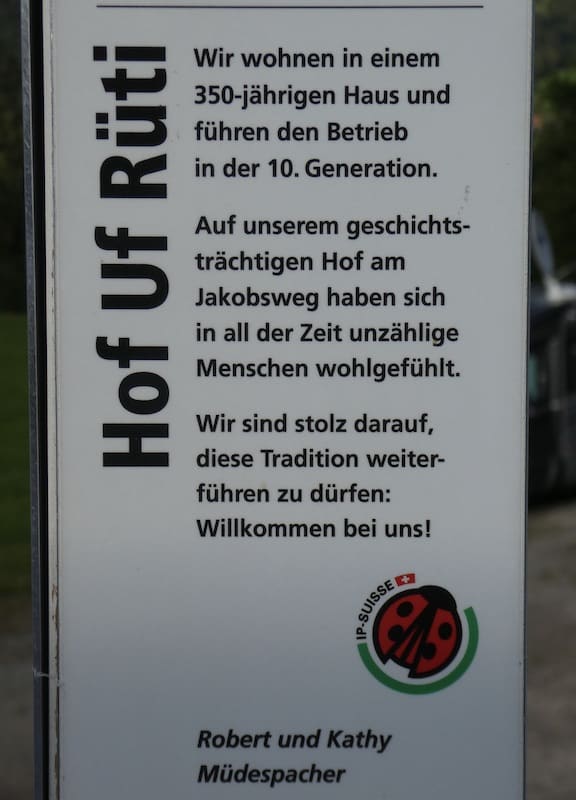 Hof Uf Rüti
Wir wohnen in einem
350-jährigen Haus und
führen den Betrieb
in der 10. Generation.
Auf unserem geschichts-
trächtigen Hof am
Jakobsweg haben sich
in all der Zeit unzählige
Menschen wohlgefühlt.
Wir sind stolz darauf,
diese Tradition weiter-
führen zu dürfen:
Willkommen bei uns!
IP-SUISSE
Robert und Kathy
Müdespacher